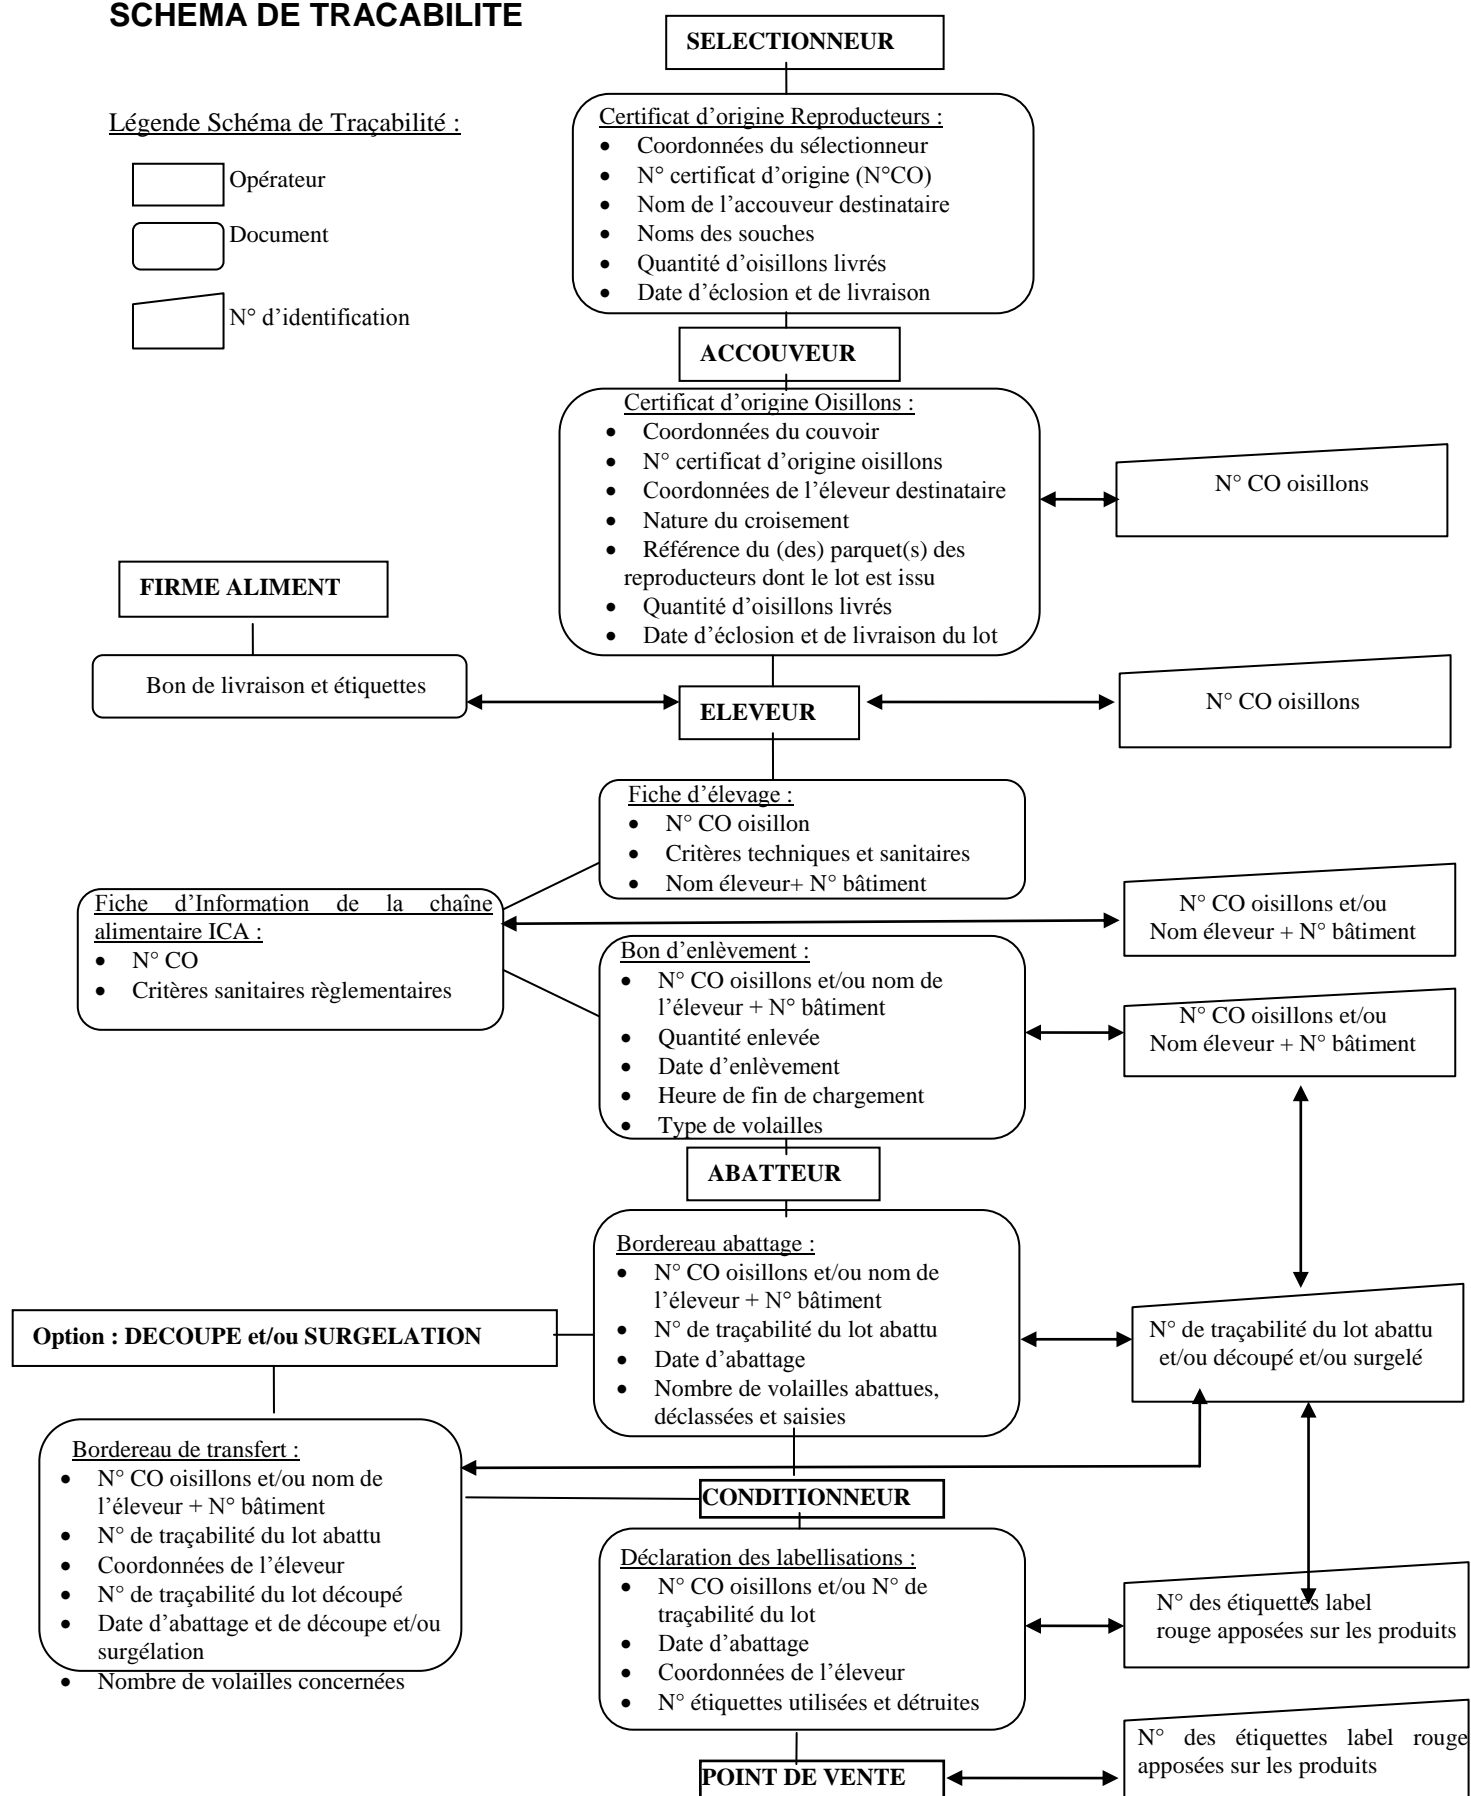 SCHEMA DE TRACABILITE
SELECTIONNEUR
Légende Schéma de Traçabilité :
Opérateur
Document
N° d’identification
Certificat d’origine Reproducteurs :
• Coordonnées du sélectionneur
• N° certificat d’origine (N°CO)
• Nom de l’accouveur destinataire
• Noms des souches
• Quantité d’oisillons livrés
• Date d’éclosion et de livraison
ACCOUVEUR
Certificat d’origine Oisillons :
• Coordonnées du couvoir
• N° certificat d’origine oisillons
• Coordonnées de l’éleveur destinataire
• Nature du croisement
• Référence du (des) parquet(s) des
reproducteurs dont le lot est issu
• Quantité d’oisillons livrés
• Date d’éclosion et de livraison du lot
N° CO oisillons
FIRME ALIMENT
Bon de livraison et étiquettes
ELEVEUR
N° CO oisillons
Fiche d’élevage :
• N° CO oisillon
• Critères techniques et sanitaires
• Nom éleveur+ N° bâtiment
Fiche d’Information de la chaîne
alimentaire ICA :
• N° CO
• Critères sanitaires règlementaires
N° CO oisillons et/ou
Nom éleveur + N° bâtiment
Bon d’enlèvement :
• N° CO oisillons et/ou nom de
l’éleveur + N° bâtiment
• Quantité enlevée
• Date d’enlèvement
• Heure de fin de chargement
• Type de volailles
N° CO oisillons et/ou
Nom éleveur + N° bâtiment
ABATTEUR
Bordereau abattage :
• N° CO oisillons et/ou nom de
l’éleveur + N° bâtiment
• N° de traçabilité du lot abattu
• Date d’abattage
• Nombre de volailles abattues,
déclassées et saisies
N° de traçabilité du lot abattu
et/ou découpé et/ou surgelé
Option : DECOUPE et/ou SURGELATION
Bordereau de transfert :
• N° CO oisillons et/ou nom de
l’éleveur + N° bâtiment
• N° de traçabilité du lot abattu
• Coordonnées de l’éleveur
• N° de traçabilité du lot découpé
• Date d’abattage et de découpe et/ou
surgélation
• Nombre de volailles concernées
CONDITIONNEUR
Déclaration des labellisations :
• N° CO oisillons et/ou N° de
traçabilité du lot
• Date d’abattage
• Coordonnées de l’éleveur
• N° étiquettes utilisées et détruites
N° des étiquettes label
rouge apposées sur les produits
POINT DE VENTE
N° des étiquettes label rouge
apposées sur les produits